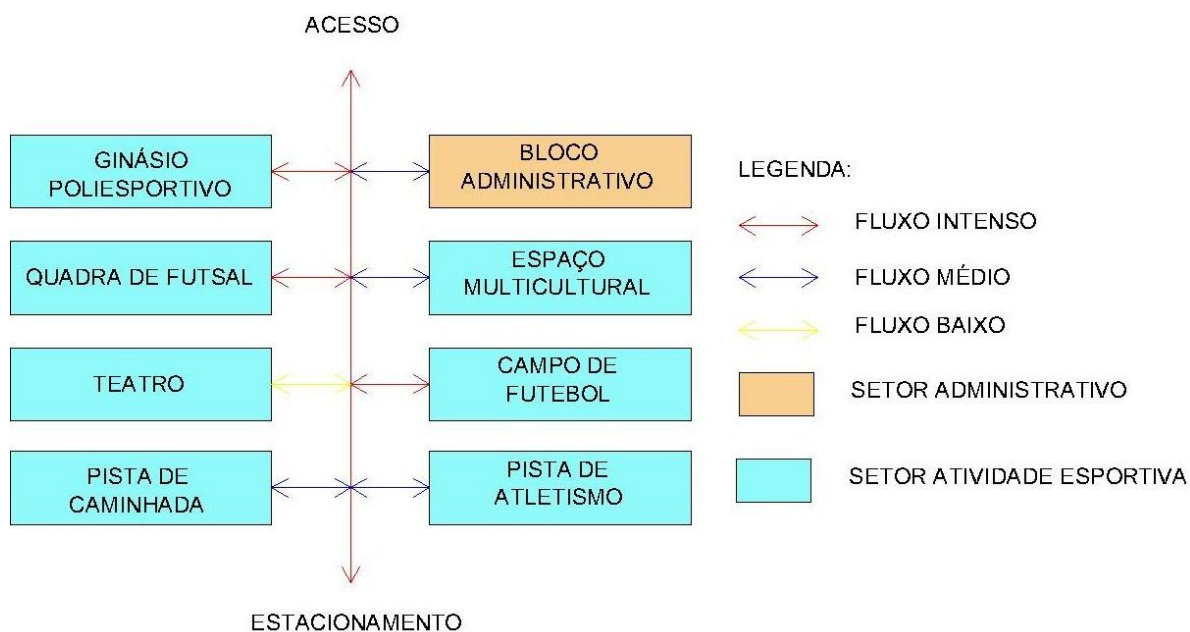 ACESSO
GINÁSIO
POLIESPORTIVO
BLOCO
ADMINISTRATIVO
QUADRA DE FUTSAL
ESPAÇO
MULTICULTURAL
TEATRO
CAMPO DE
FUTEBOL
PISTA DE
CAMINHADA
PISTA DE
ATLETISMO
ESTACIONAMENTO
LEGENDA:
FLUXO INTENSO
FLUXO MÉDIO
FLUXO BAIXO
SETOR ADMINISTRATIVO
SETOR ATIVIDADE ESPORTIVA